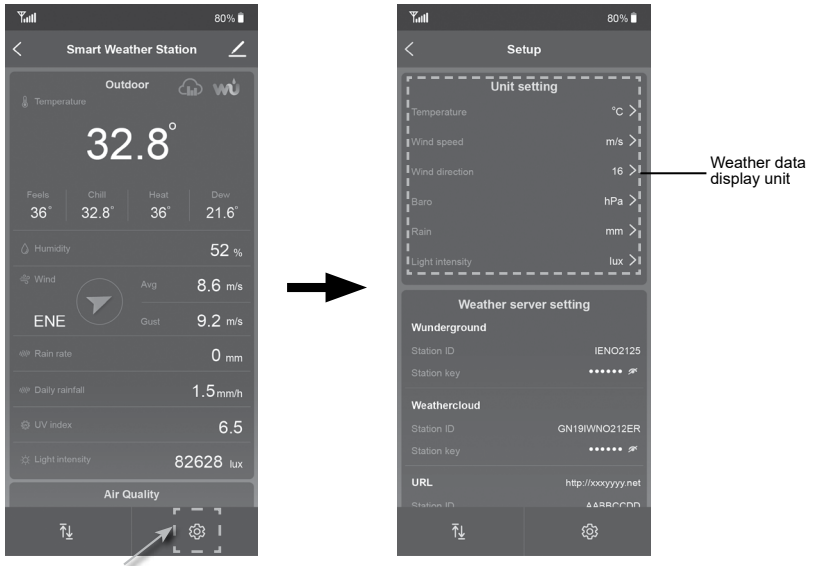 80%
Smart Weather Station
Outdoor
wu
Temperature
32.8°
Feels Chill Heat Dew
36° 32.8° 36° 21.6°
Humidity 52 %
Wind
Avg 8.6 m/s
ENE
Gust 9.2 m/s
Rain rate 0 mm
Daily rainfall 1.5 mm/h
UV index 6.5
Light intensity 82628 lux
Air Quality
80%
Setup
Unit setting
Temperature °C
Wind speed m/s
Wind direction 16
Baro hPa
Rain mm
Light intensity lux
Weather server setting
Wunderground
Station ID IENO2125
Station key ••••••
Weathercloud
Station ID GN19IWNO212ER
Station key ••••••
URL http://xxxyyyy.net
Station ID AABBCCDD
Weather data
display unit